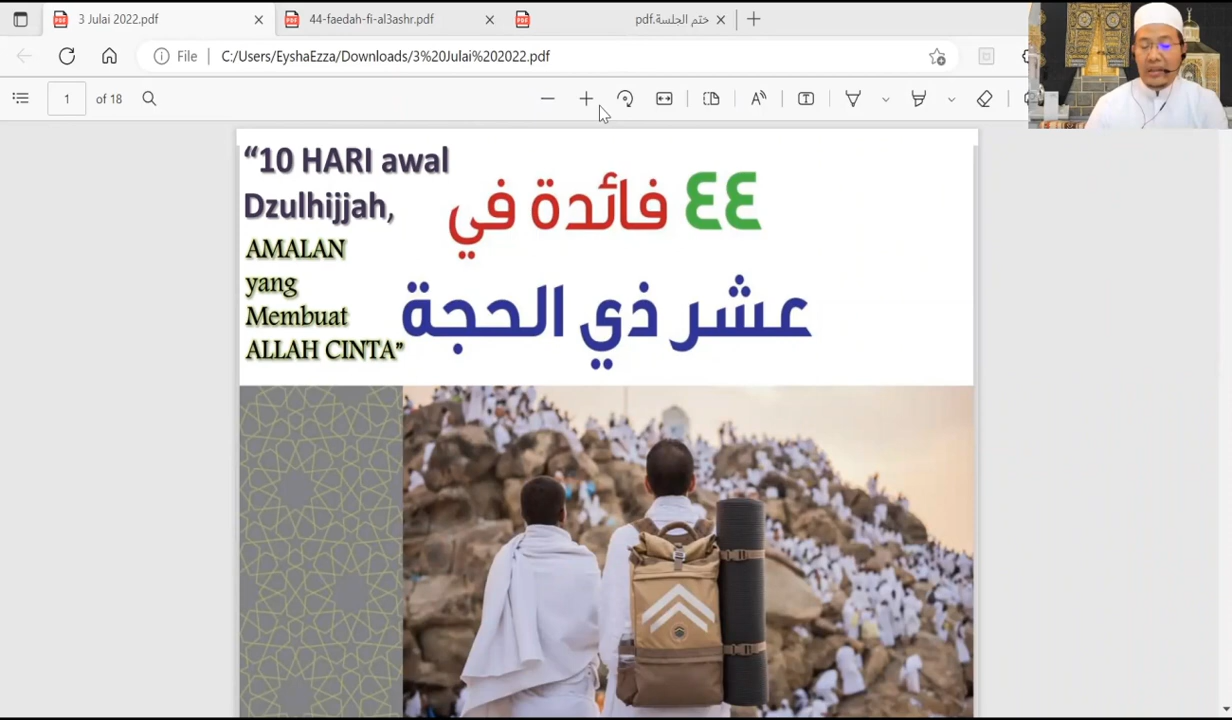 3 Julai 2022.pdf
44-faedah-fi-al3ashr.pdf
ختم الجلسة.pdf
File
C:/Users/EyshaEzza/Downloads/3%20Julai%202022.pdf
1 of 18
“10 HARI awal
Dzulhijjah,
AMALAN
yang
Membuat
ALLAH CINTA”
٤٤ فائدة في
عشر ذي الحجة